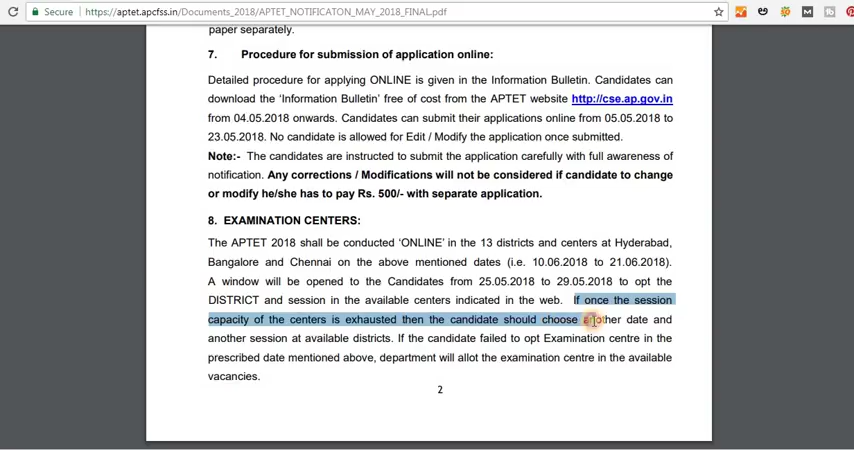 Secure https://aptet.apcfss.in/Documents_2018/APTET_NOTIFICATON_MAY_2018_FINAL.pdf
paper separately.
7. Procedure for submission of application online:
Detailed procedure for applying ONLINE is given in the Information Bulletin. Candidates can
download the ‘Information Bulletin’ free of cost from the APTET website http://cse.ap.gov.in
from 04.05.2018 onwards. Candidates can submit their applications online from 05.05.2018 to
23.05.2018. No candidate is allowed for Edit / Modify the application once submitted.
Note:- The candidates are instructed to submit the application carefully with full awareness of
notification. Any corrections / Modifications will not be considered if candidate to change
or modify he/she has to pay Rs. 500/- with separate application.
8. EXAMINATION CENTERS:
The APTET 2018 shall be conducted ‘ONLINE’ in the 13 districts and centers at Hyderabad,
Bangalore and Chennai on the above mentioned dates (i.e. 10.06.2018 to 21.06.2018).
A window will be opened to the Candidates from 25.05.2018 to 29.05.2018 to opt the
DISTRICT and session in the available centers indicated in the web. If once the session
capacity of the centers is exhausted then the candidate should choose another date and
another session at available districts. If the candidate failed to opt Examination centre in the
prescribed date mentioned above, department will allot the examination centre in the available
vacancies.
2